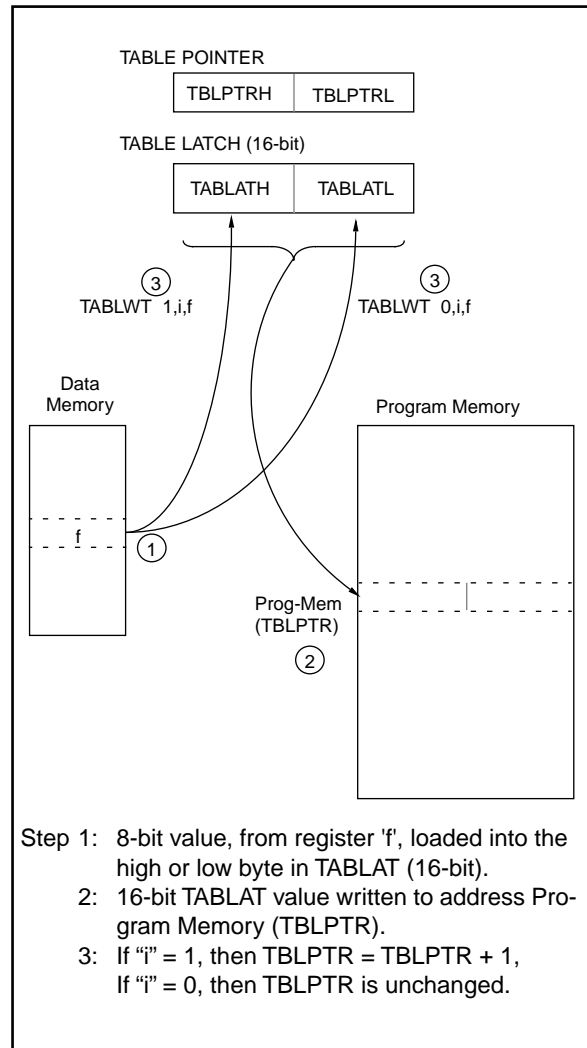 TABLE POINTER
TBLPTRH TBLPTRL
TABLE LATCH (16-bit)
TABLATH TABLATL
3 3
TABLWT 1,i,f TABLWT 0,i,f
Data
Memory
Program Memory
f
1
Prog-Mem
(TBLPTR)
2
Step 1: 8-bit value, from register 'f', loaded into the
high or low byte in TABLAT (16-bit).
2: 16-bit TABLAT value written to address Pro-
gram Memory (TBLPTR).
3: If “i” = 1, then TBLPTR = TBLPTR + 1,
If “i” = 0, then TBLPTR is unchanged.